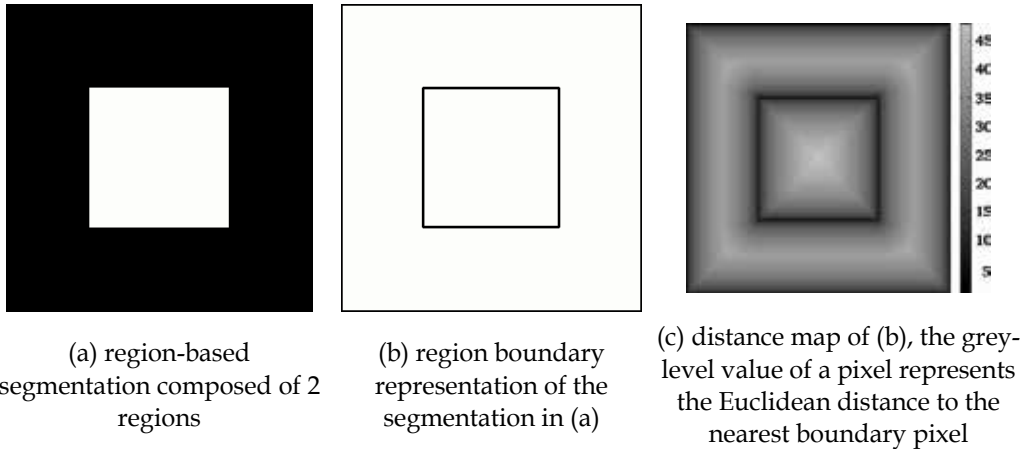 45
40
35
30
25
20
15
10
5
(a) region-based
segmentation composed of 2
regions
(b) region boundary
representation of the
segmentation in (a)
(c) distance map of (b), the grey-
level value of a pixel represents
the Euclidean distance to the
nearest boundary pixel